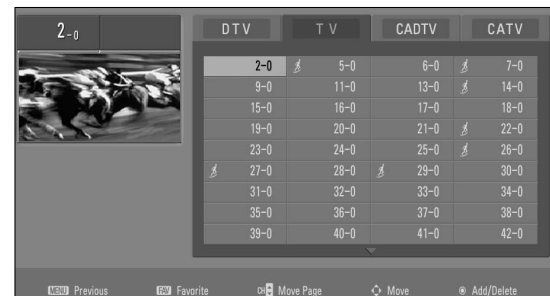 2-0
DTV TV CADTV CATV
2-0 5-0 6-0 7-0
9-0 11-0 13-0 14-0
15-0 16-0 17-0 18-0
19-0 20-0 21-0 22-0
23-0 24-0 25-0 26-0
27-0 28-0 29-0 30-0
31-0 32-0 33-0 34-0
35-0 36-0 37-0 38-0
39-0 40-0 41-0 42-0
MENU Previous FAV Favorite CH Move Page Move Add/Delete